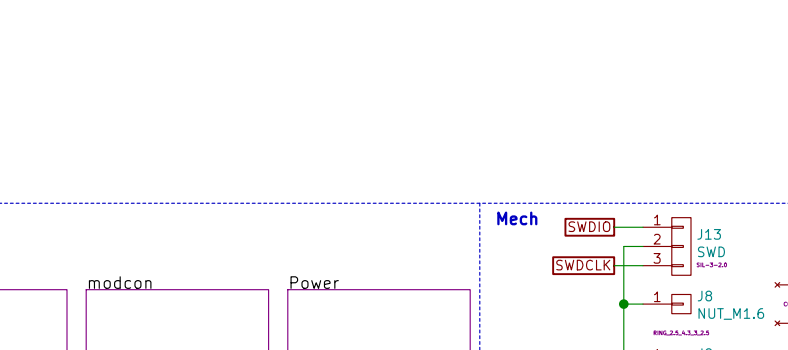 Mech
SWDIO
1
2
SWDCLK
3
J13
SWD
SIL-3-2.0
modcon
Power
1
J8
NUT_M1.6
RING_2.5_4.3_3_2.5